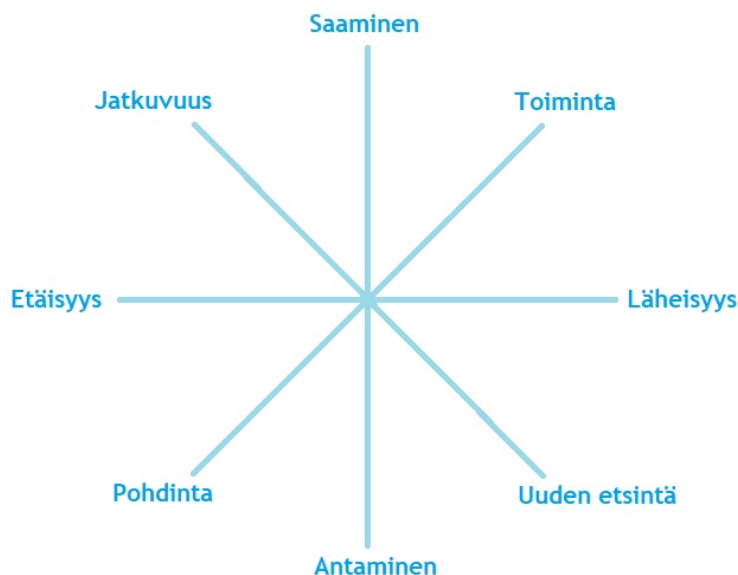 Saaminen
Jatkuvuus
Toiminta
Etäisyys
Läheisyys
Pohdinta
Uuden etsintä
Antaminen